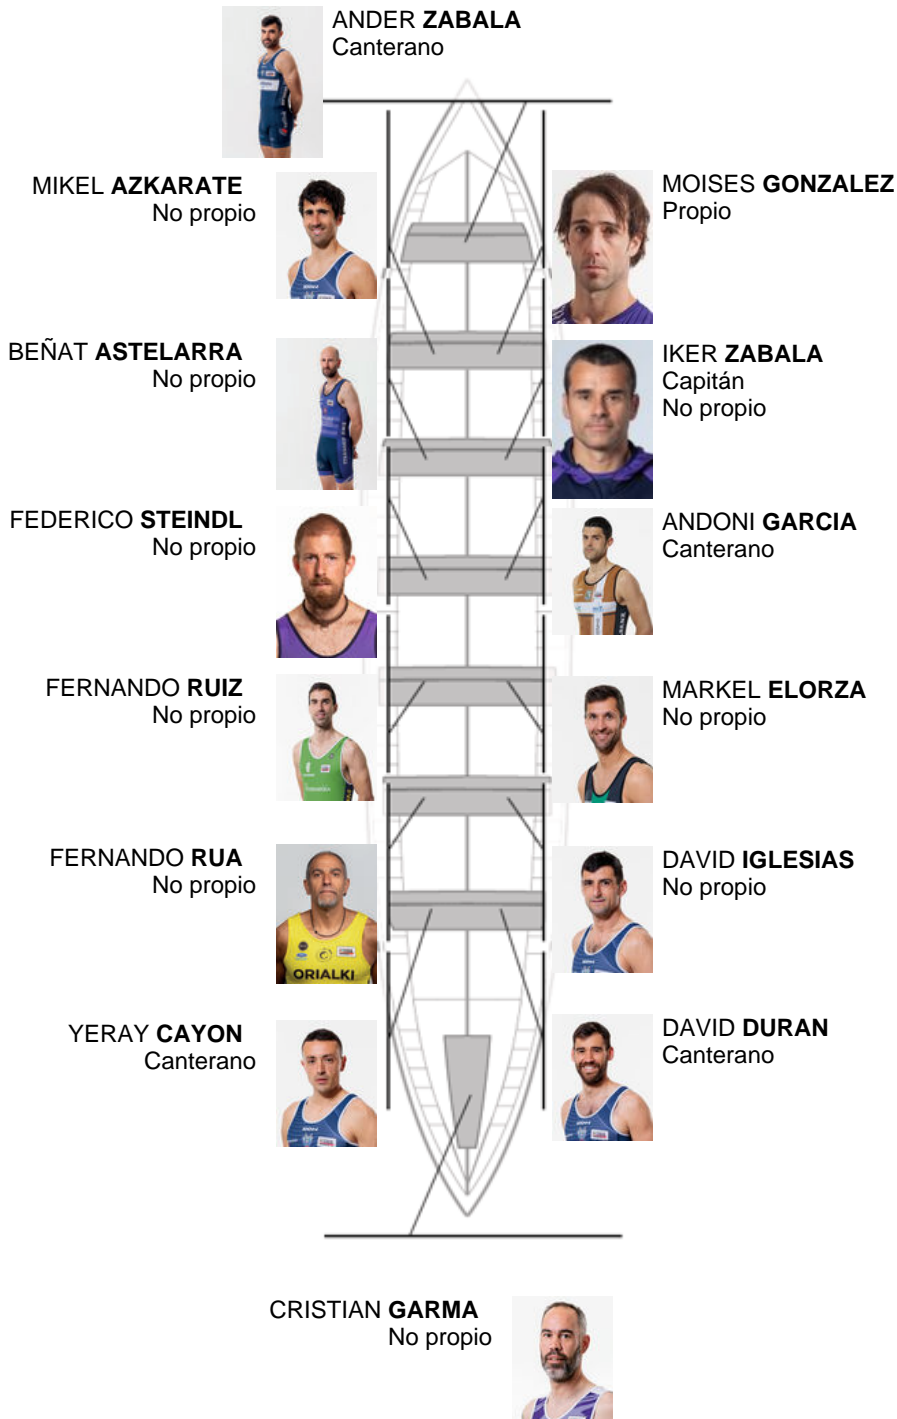 ANDER ZABALA
Canterano
MIKEL AZKARATE
No propio
MOISES GONZALEZ
Propio
BEÑAT ASTELARRA
No propio
IKER ZABALA
Capitán
No propio
FEDERICO STEINDL
No propio
ANDONI GARCIA
Canterano
FERNANDO RUIZ
No propio
MARKEL ELORZA
No propio
FERNANDO RUA
No propio
ORIALKI
DAVID IGLESIAS
No propio
YERAY CAYON
Canterano
DAVID DURAN
Canterano
CRISTIAN GARMA
No propio